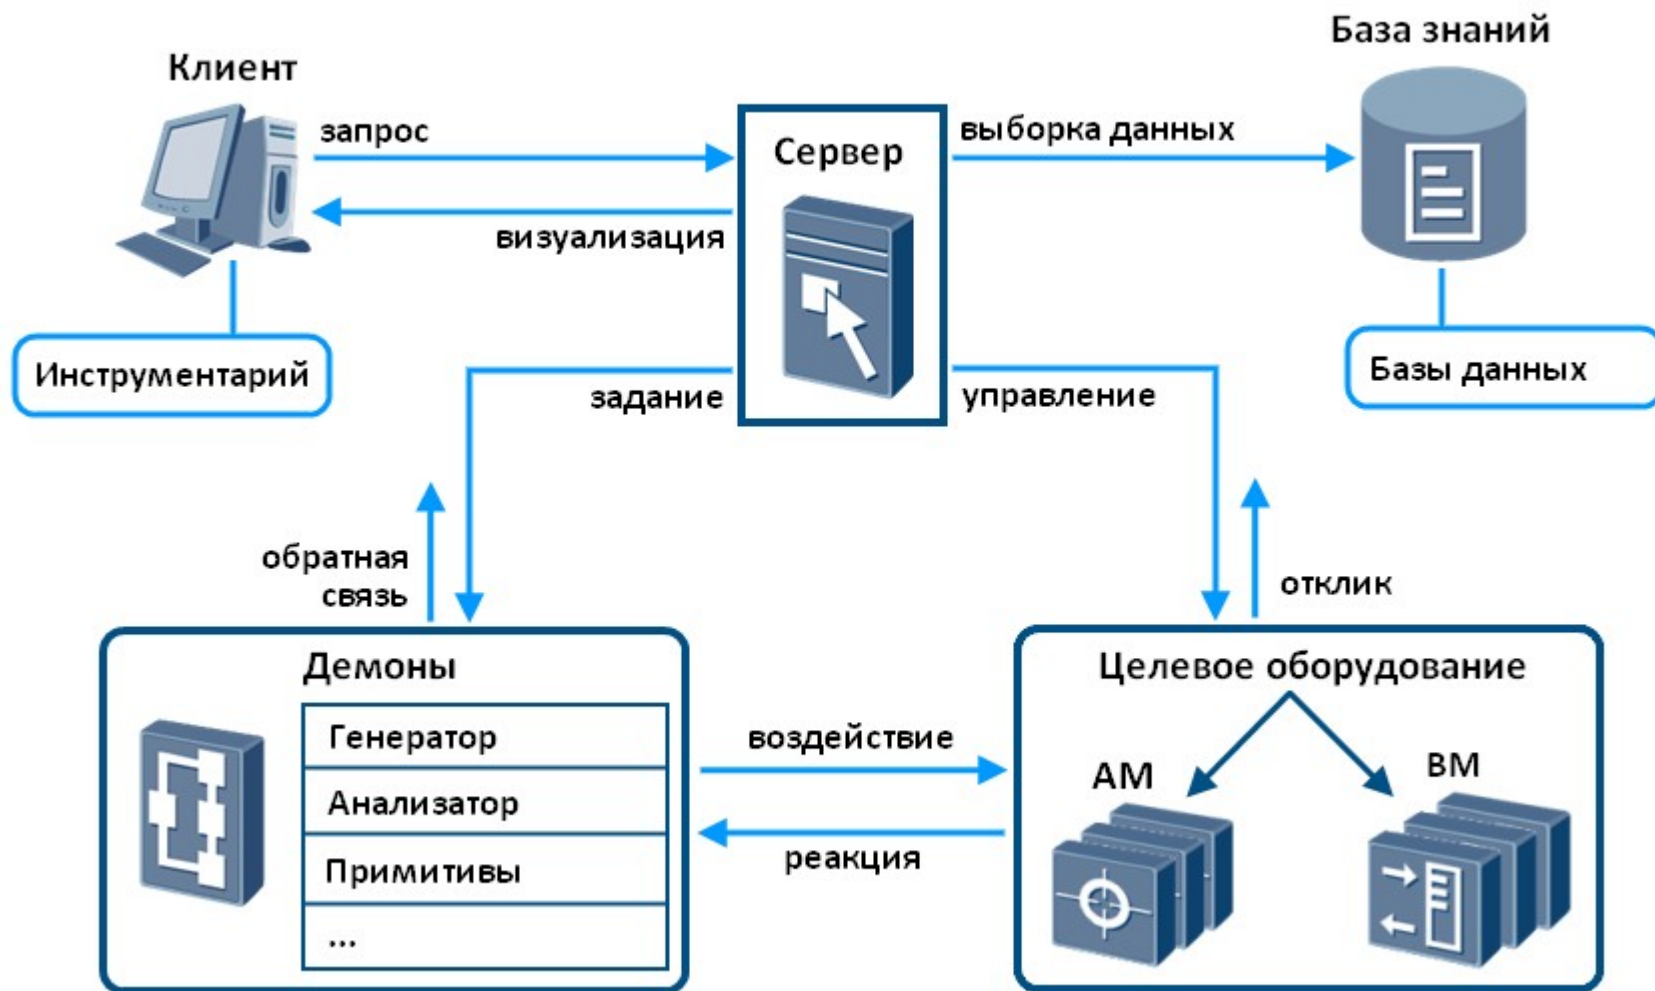 База знаний
Клиент
запрос
Сервер
выборка данных
визуализация
Инструментарий
задание
управление
Базы данных
обратная
связь
отклик
Демоны
Целевое оборудование
Генератор
воздействие
АМ
ВМ
Анализатор
Примитивы
реакция
...